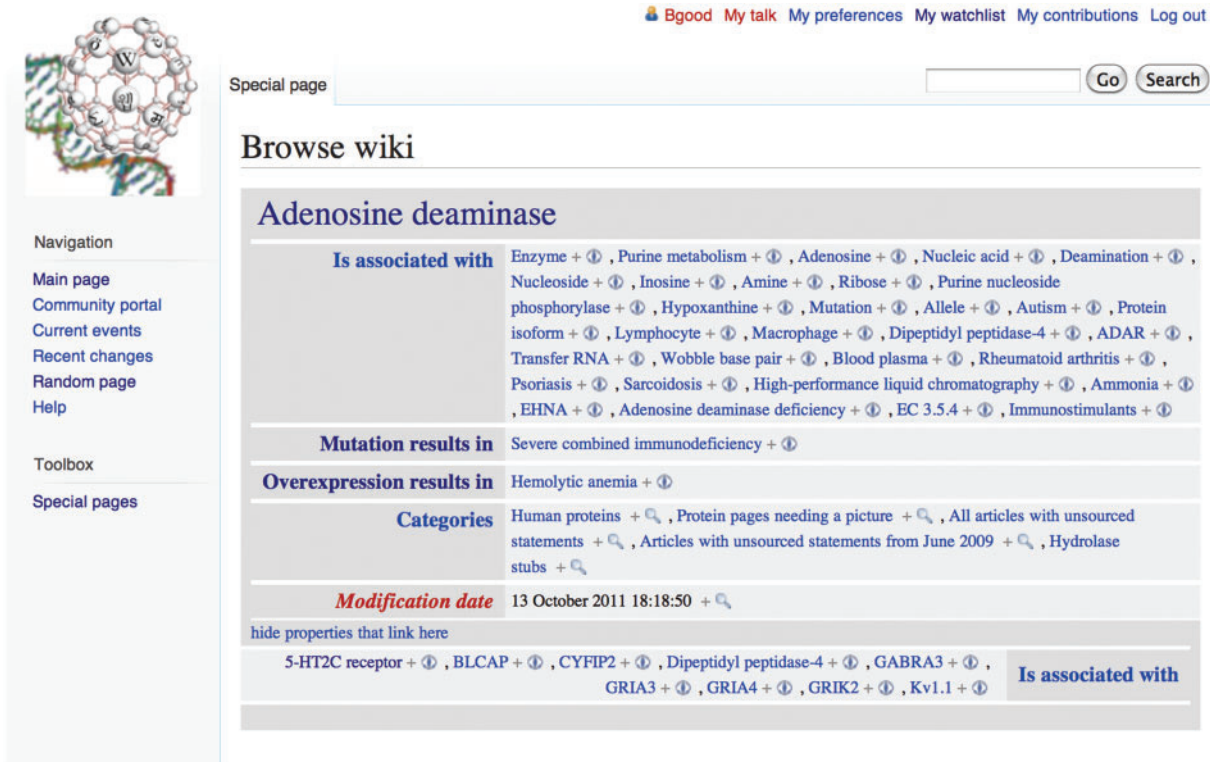 Bgood My talk My preferences My watchlist My contributions Log out
Special page
Go Search
Browse wiki
Adenosine deaminase
Navigation
Main page
Community portal
Current events
Recent changes
Random page
Help
Toolbox
Special pages
Is associated with
Enzyme + , Purine metabolism + , Adenosine + , Nucleic acid + , Deamination + ,
Nucleoside + , Inosine + , Amine + , Ribose + , Purine nucleoside
phosphorylase + , Hypoxanthine + , Mutation + , Allele + , Autism + , Protein
isoform + , Lymphocyte + , Macrophage + , Dipeptidyl peptidase-4 + , ADAR + ,
Transfer RNA + , Wobble base pair + , Blood plasma + , Rheumatoid arthritis + ,
Psoriasis + , Sarcoidosis + , High-performance liquid chromatography + , Ammonia +
, EHNA + , Adenosine deaminase deficiency + , EC 3.5.4 + , Immunostimulants +
Mutation results in Severe combined immunodeficiency +
Overexpression results in Hemolytic anemia +
Categories
Human proteins + , Protein pages needing a picture + , All articles with unsourced
statements + , Articles with unsourced statements from June 2009 + , Hydrolase
stubs +
Modification date 13 October 2011 18:18:50 +
hide properties that link here
5-HT2C receptor + , BLCAP + , CYFIP2 + , Dipeptidyl peptidase-4 + , GABRA3 + ,
GRIA3 + , GRIA4 + , GRIK2 + , Kv1.1 +
Is associated with